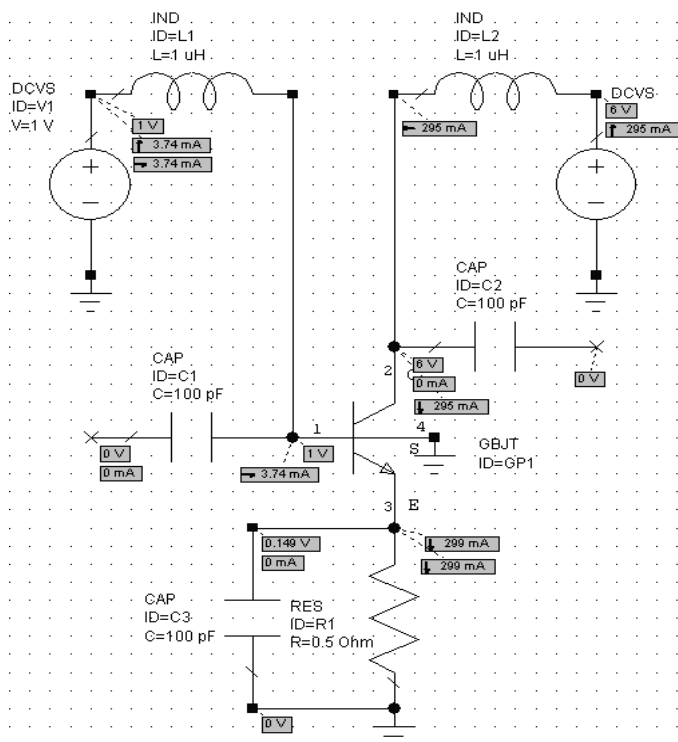 IND
ID=L1
L=1 uH
IND
ID=L2
L=1 uH
DCVS
ID=V1
V=1 V
1 V
3.74 mA
3.74 mA
295 mA
DCVS
6 V
295 mA
CAP
ID=C2
C=100 pF
CAP
ID=C1
C=100 pF
2
C
6 V
0 mA
295 mA
0 V
1
4
S
GBJT
ID=GP1
0 V
0 mA
1 V
3.74 mA
3
E
0.149 V
0 mA
299 mA
299 mA
CAP
ID=C3
C=100 pF
RES
ID=R1
R=0.5 Ohm
0 V